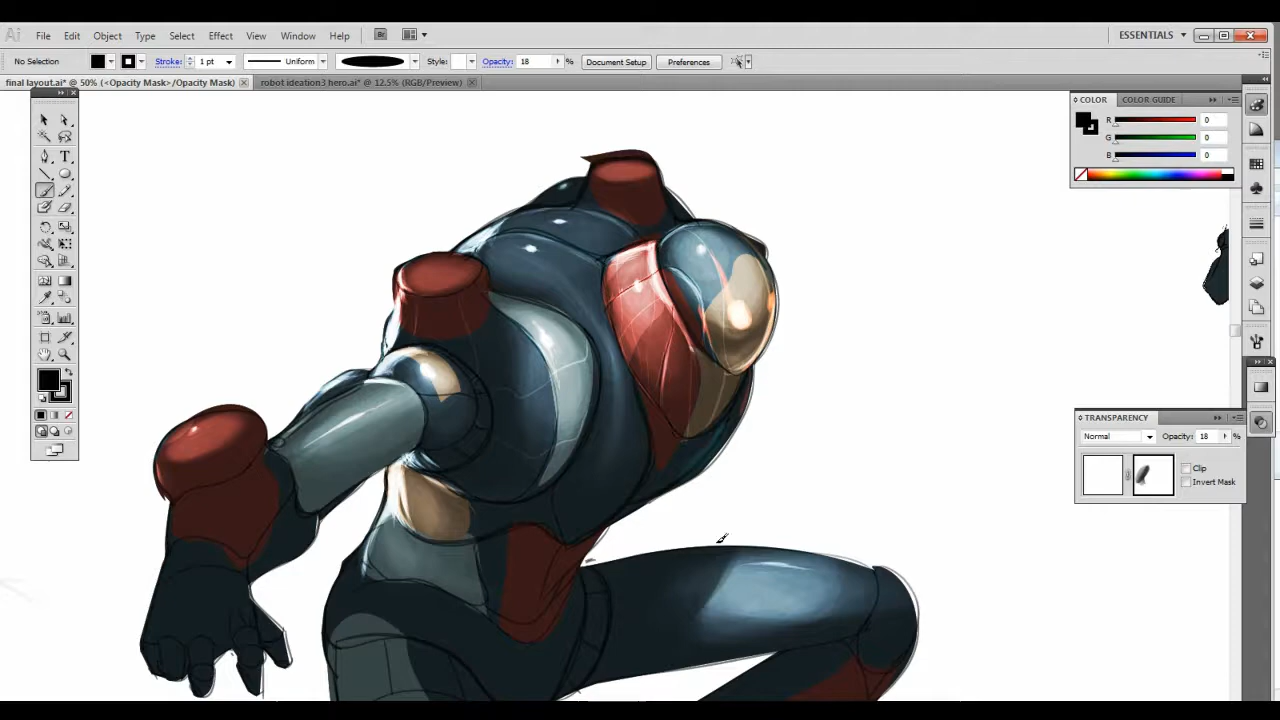 Ai File Edit Object Type Select Effect View Window Help Br ESSENTIALS
No Selection Stroke: 1 pt Uniform Style: Opacity: 18 % Document Setup Preferences
final layout.ai* @ 50% (<Opacity Mask>/Opacity Mask) robot ideation3 hero.ai* @ 12.5% (RGB/Preview)
COLOR COLOR GUIDE
R 0
G 0
B 0
T
TRANSPARENCY
Normal Opacity: 18 %
Clip
Invert Mask